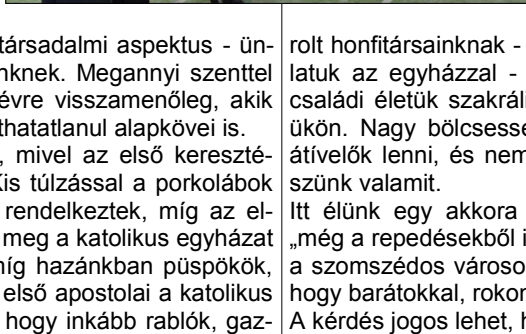 társadalmi aspektus - ün-
nknek. Megannyi szenttel
évre visszamenőleg, akik
thatatlanul alapkövei is.
, mivel az első kereszté-
Kis túlzással a porkolábok
rendelkeztek, míg az el-
meg a katolikus egyházat
míg hazánkban püspökök,
első apostolai a katolikus
hogy inkább rablók, gaz-
rolt honfitársainknak -
latuk az egyházzal -
családi életük szakráli
ükön. Nagy bölcsessé
átívelők lenni, és nem
szünk valamit.
Itt élünk egy akkora
„még a repedésekből i
a szomszédos városo
hogy barátokkal, rokon
A kérdés jogos lehet,